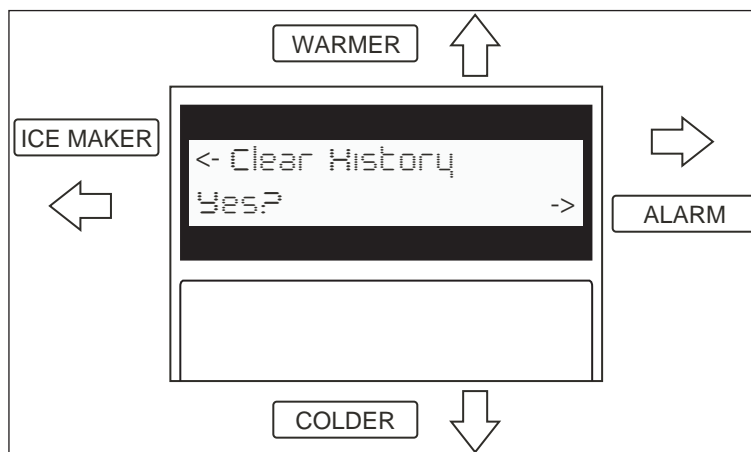 WARMER
ICE MAKER
<- Clear History
Yes? ->
ALARM
COLDER